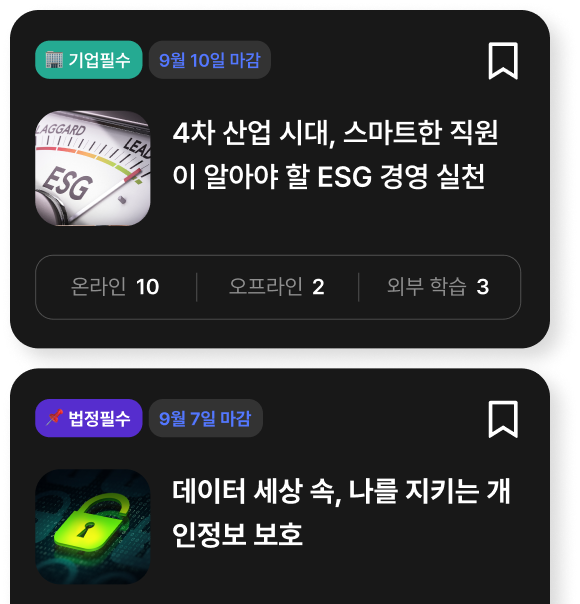 기업필수 9월 10일 마감
4차 산업 시대, 스마트한 직원
이 알아야 할 ESG 경영 실천
LAGGARD LEAD
ESG
온라인 10 오프라인 2 외부 학습 3
법정필수 9월 7일 마감
데이터 세상 속, 나를 지키는 개
인정보 보호